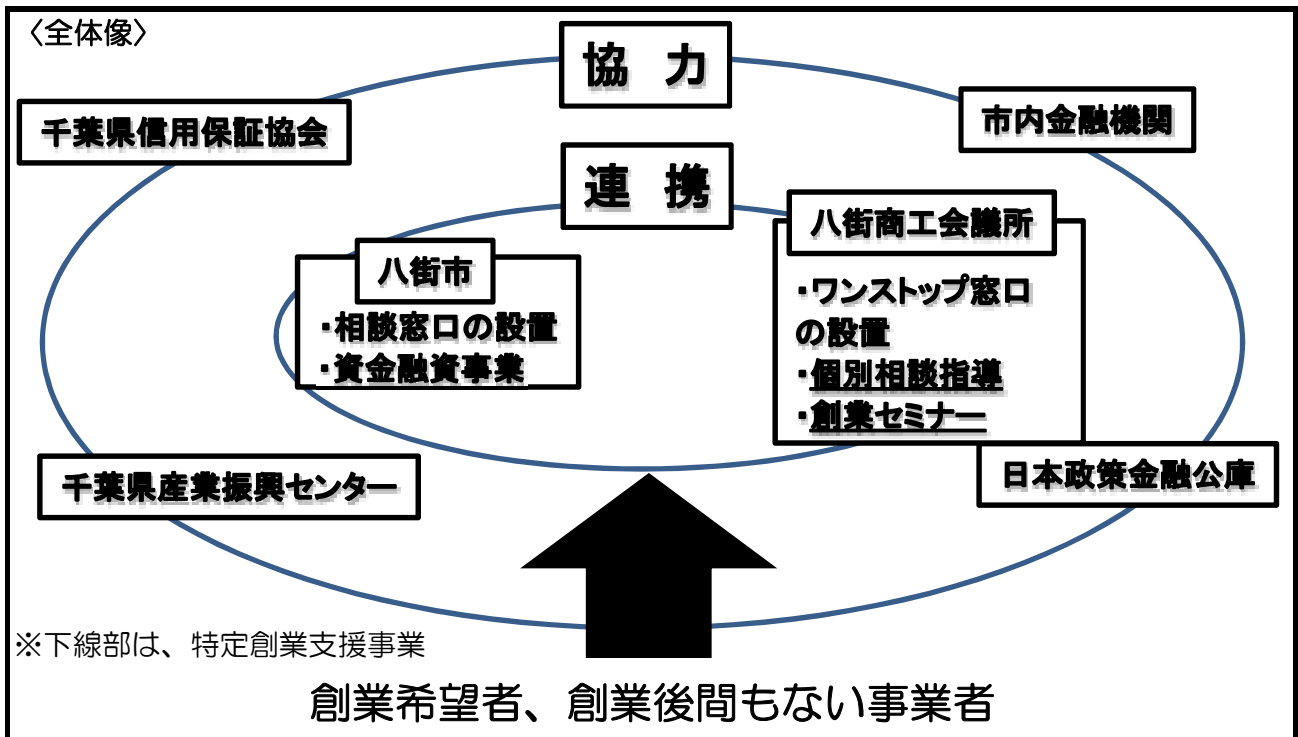 〈全体像〉
協 力
千葉県信用保証協会
市内金融機関
連 携
八街市
・相談窓口の設置
・資金融資事業
八街商工会議所
・ワンストップ窓口
の設置
・個別相談指導
・創業セミナー
千葉県産業振興センター
日本政策金融公庫
※下線部は、特定創業支援事業
創業希望者、創業後間もない事業者